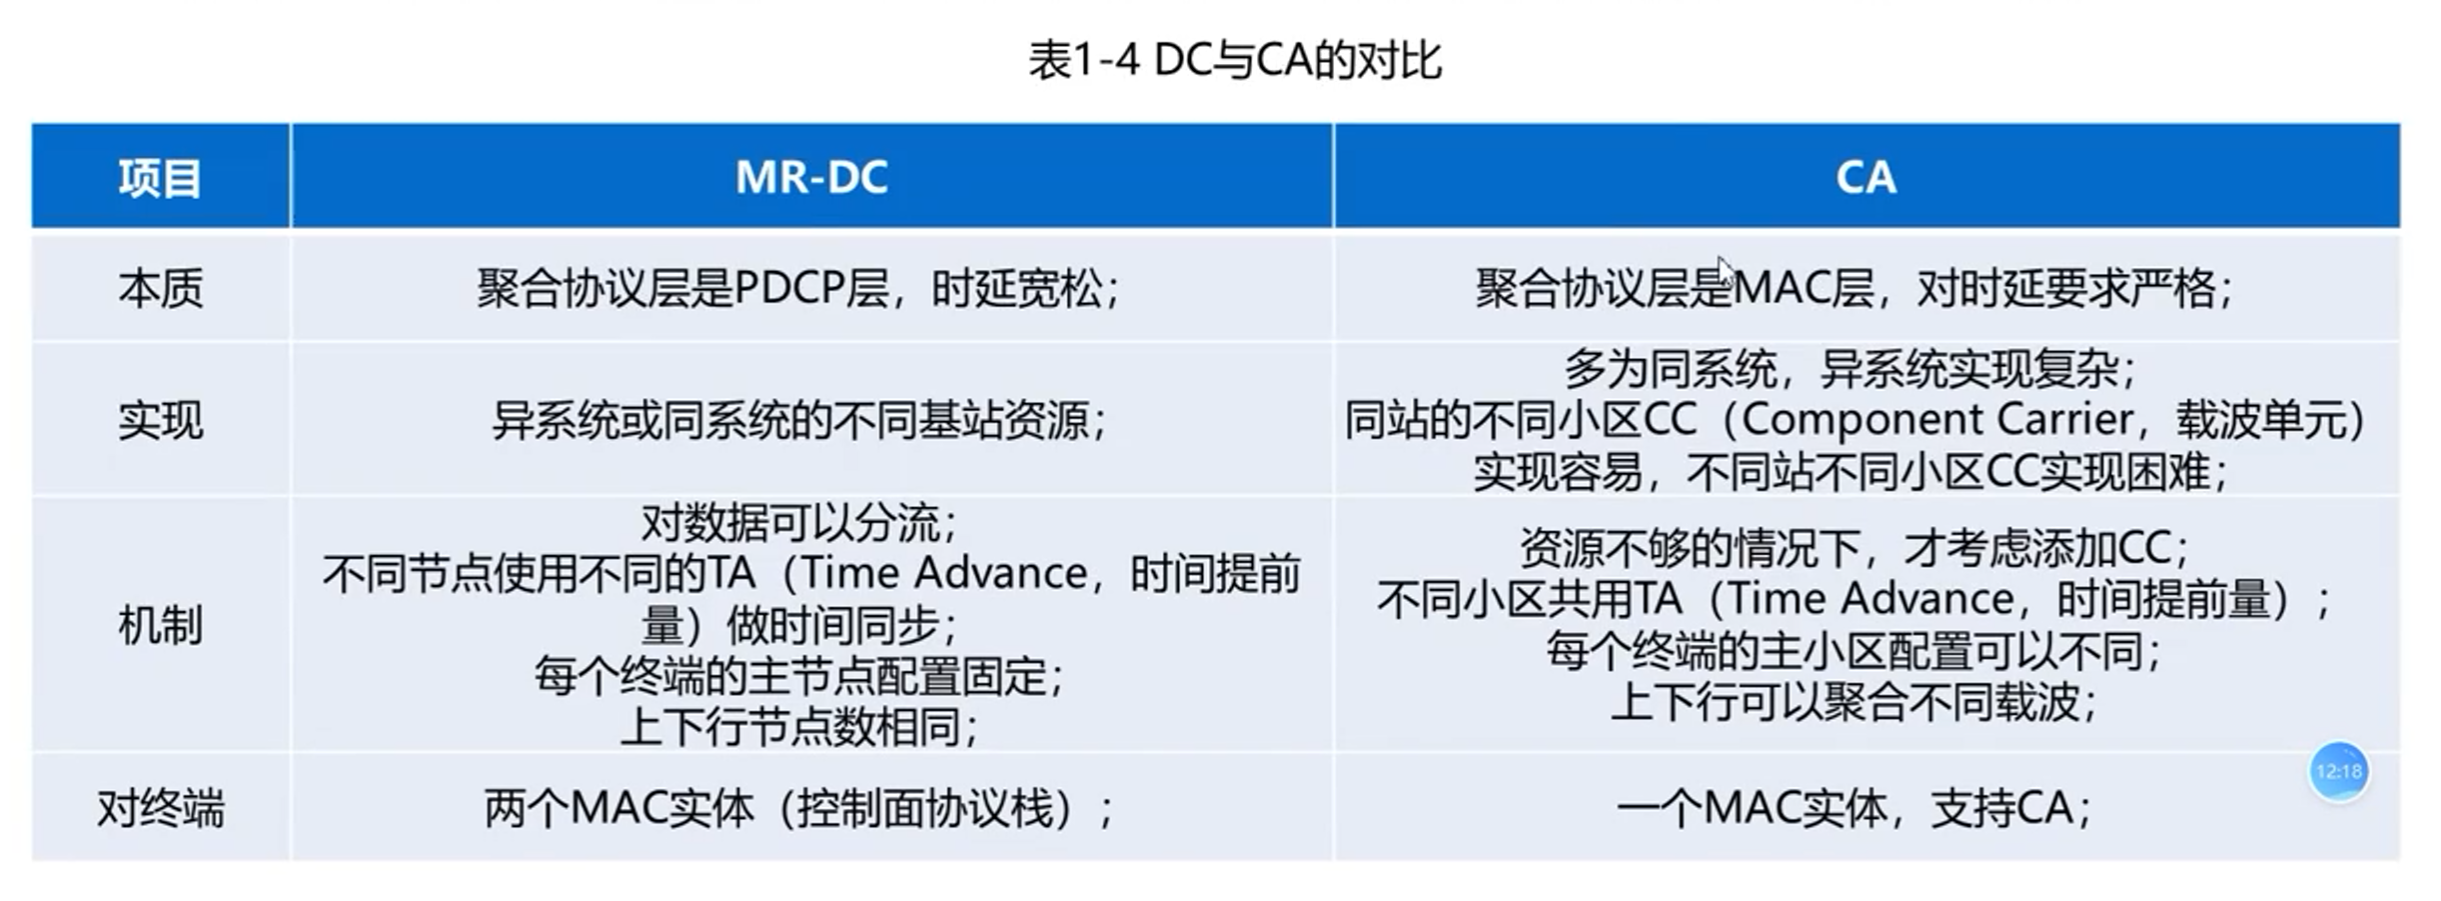 表1-4 DC与CA的对比
项目
MR-DC
CA
本质
聚合协议层是PDCP层，时延宽松；
聚合协议层是MAC层，对时延要求严格；
实现
异系统或同系统的不同基站资源；
多为同系统，异系统实现复杂；
同站的不同小区CC（Component Carrier，载波单元）
实现容易，不同站不同小区CC实现困难；
机制
对数据可以分流；
不同节点使用不同的TA（Time Advance，时间提前
量）做时间同步；
每个终端的主节点配置固定；
上下行节点数相同；
资源不够的情况下，才考虑添加CC；
不同小区共用TA（Time Advance，时间提前量）；
每个终端的主小区配置可以不同；
上下行可以聚合不同载波；
对终端
两个MAC实体（控制面协议栈）；
一个MAC实体，支持CA；
12:18